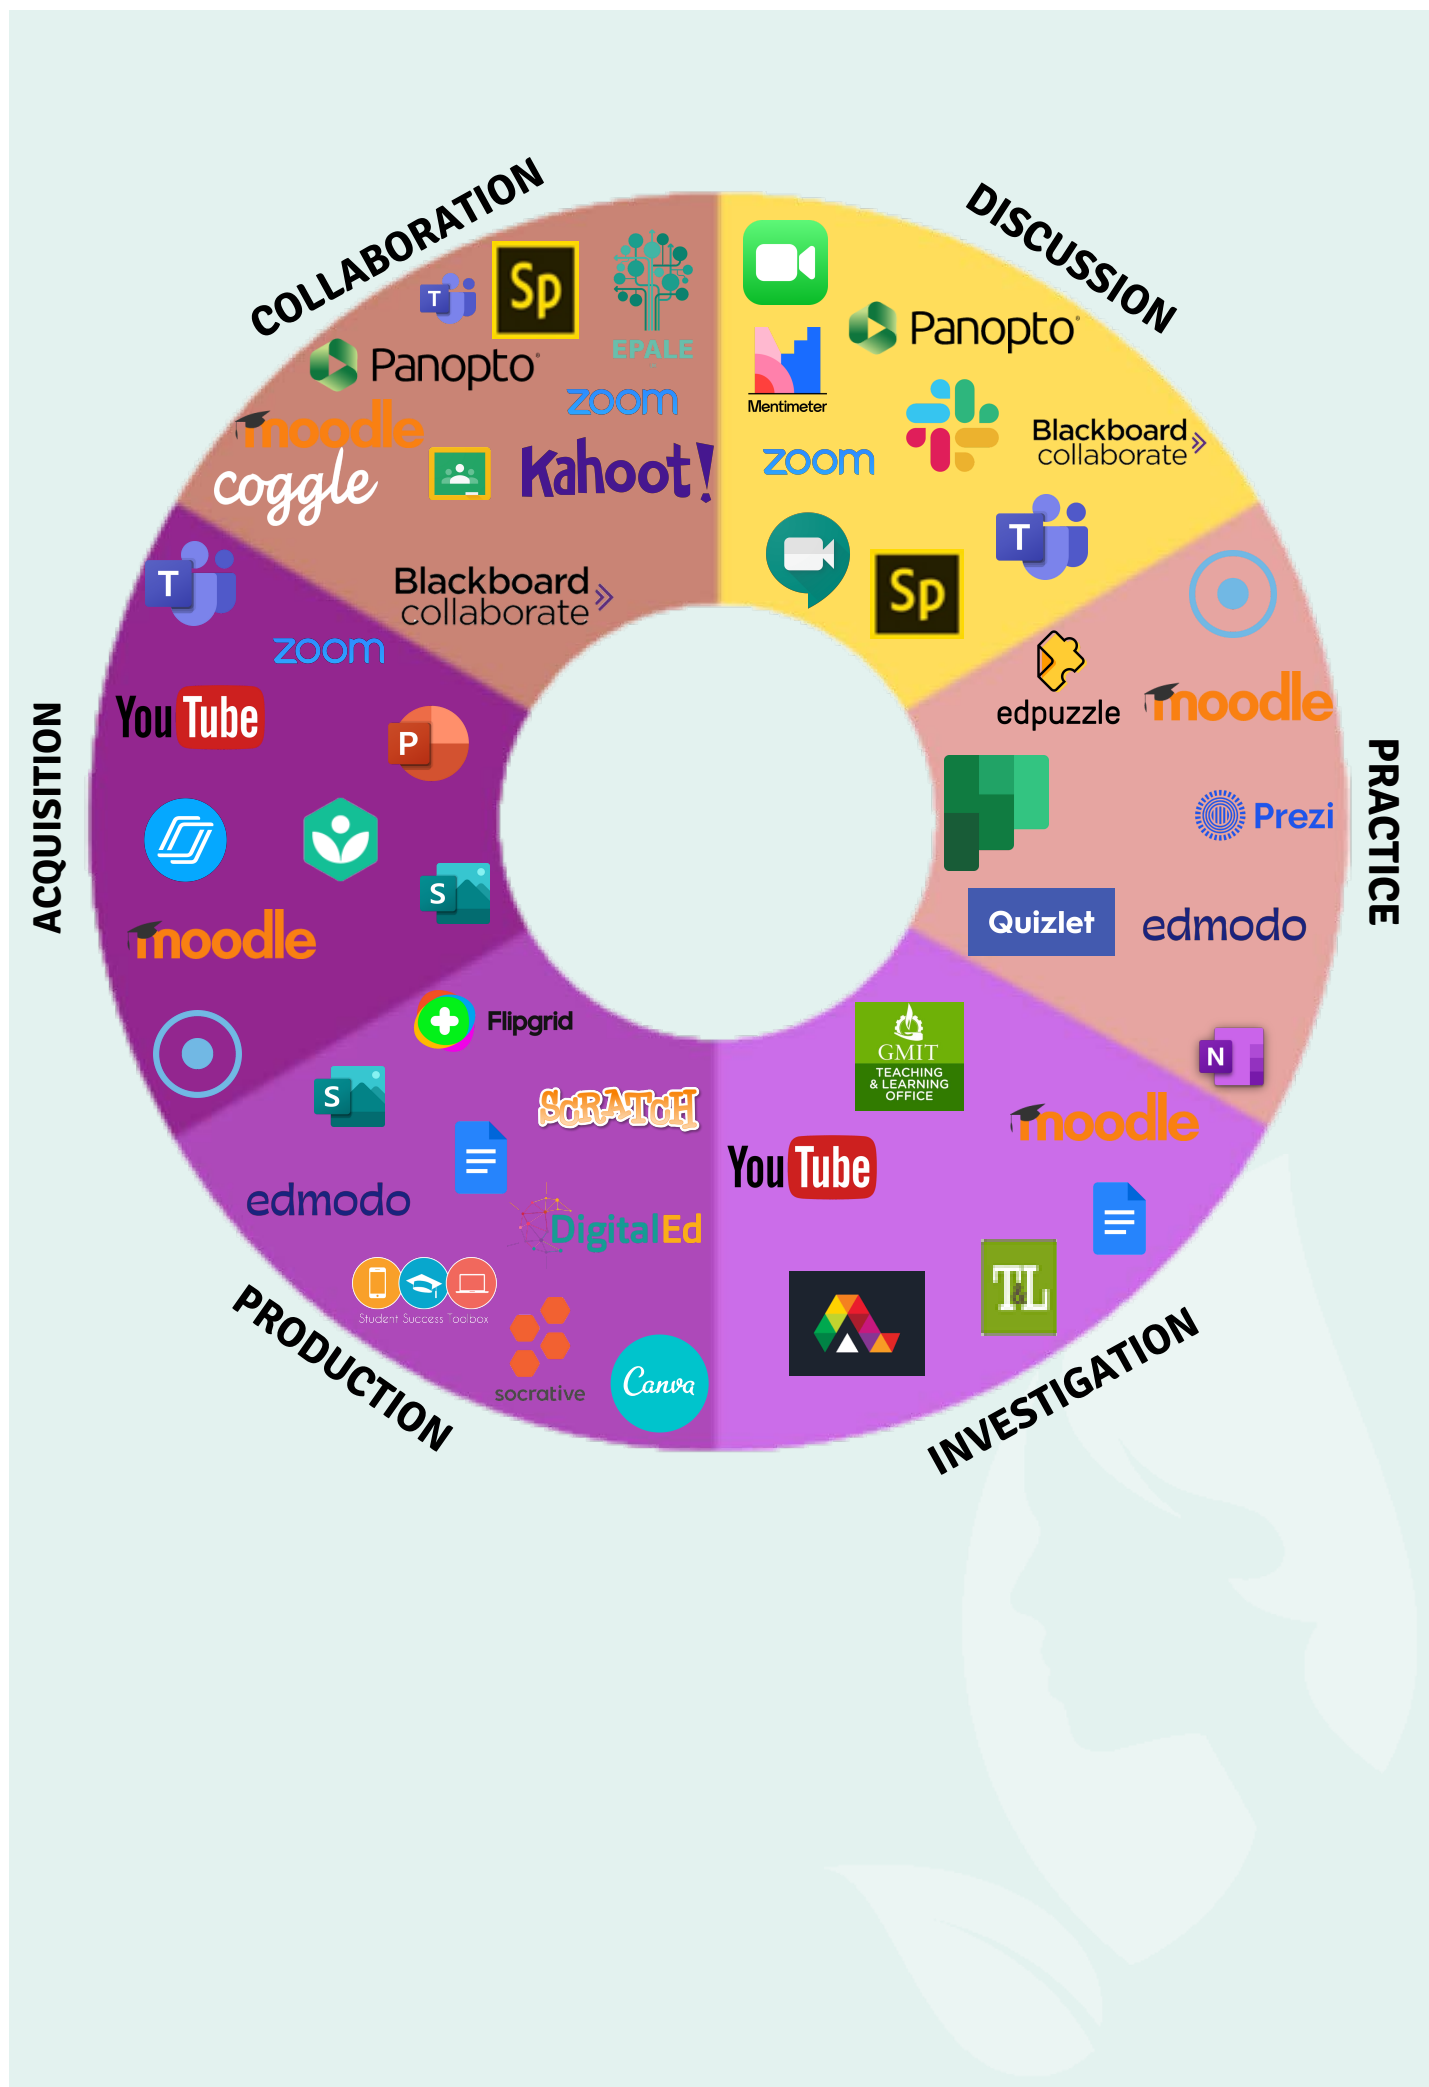 COLLABORATION
T
Sp
EPALE
Panopto
zoom
moodle
coggle
Kahoot!
Blackboard
collaborate
DISCUSSION
Panopto
Mentimeter
Blackboard
collaborate
zoom
T
Sp
PRACTICE
edpuzzle
moodle
Prezi
Quizlet
edmodo
N
INVESTIGATION
GMIT
TEACHING
& LEARNING
OFFICE
moodle
YouTube
T&L
PRODUCTION
Flipgrid
S
SCRATCH
edmodo
DigitalEd
Student Success Toolbox
socrative
Canva
ACQUISITION
T
zoom
YouTube
P
S
moodle